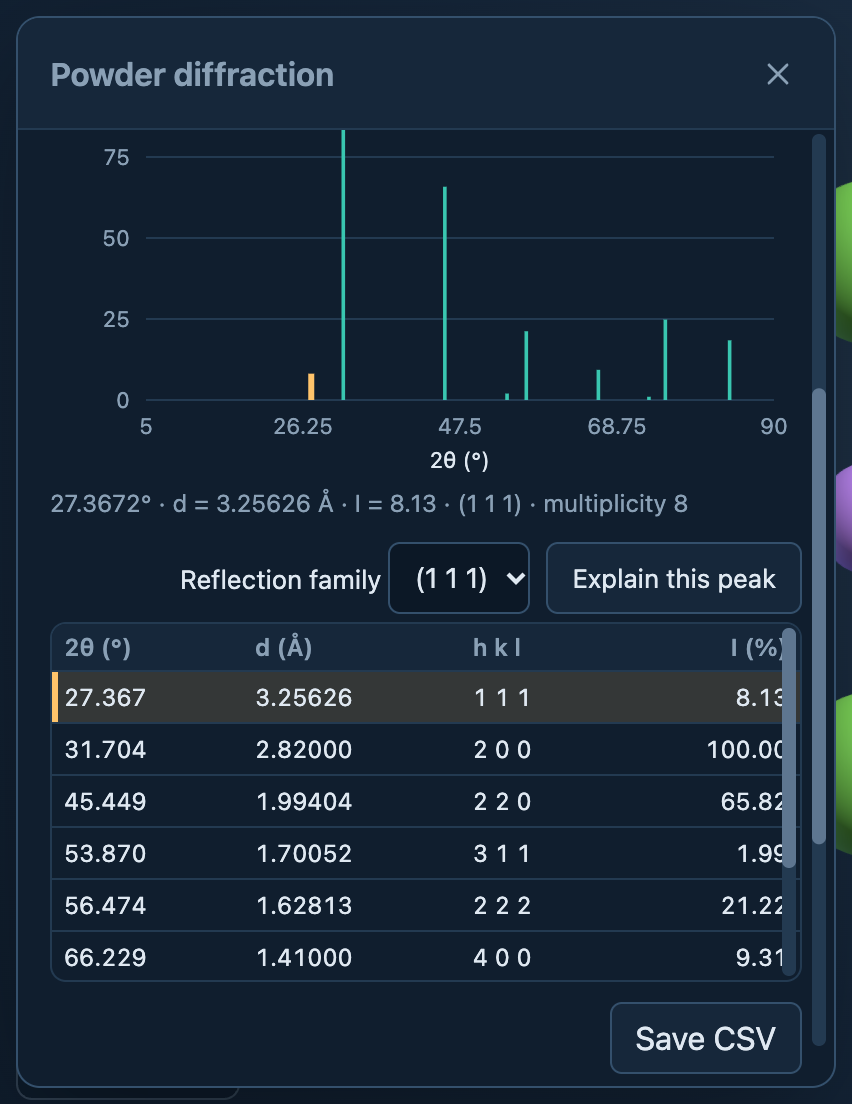 Powder diffraction
75
50
25
0
5 26.25 47.5 68.75 90
2θ (°)
27.3672° · d = 3.25626 Å · I = 8.13 · (1 1 1) · multiplicity 8
Reflection family (1 1 1) Explain this peak
2θ (°) d (Å) h k l I (%)
27.367 3.25626 1 1 1 8.13
31.704 2.82000 2 0 0 100.00
45.449 1.99404 2 2 0 65.82
53.870 1.70052 3 1 1 1.99
56.474 1.62813 2 2 2 21.22
66.229 1.41000 4 0 0 9.31
Save CSV